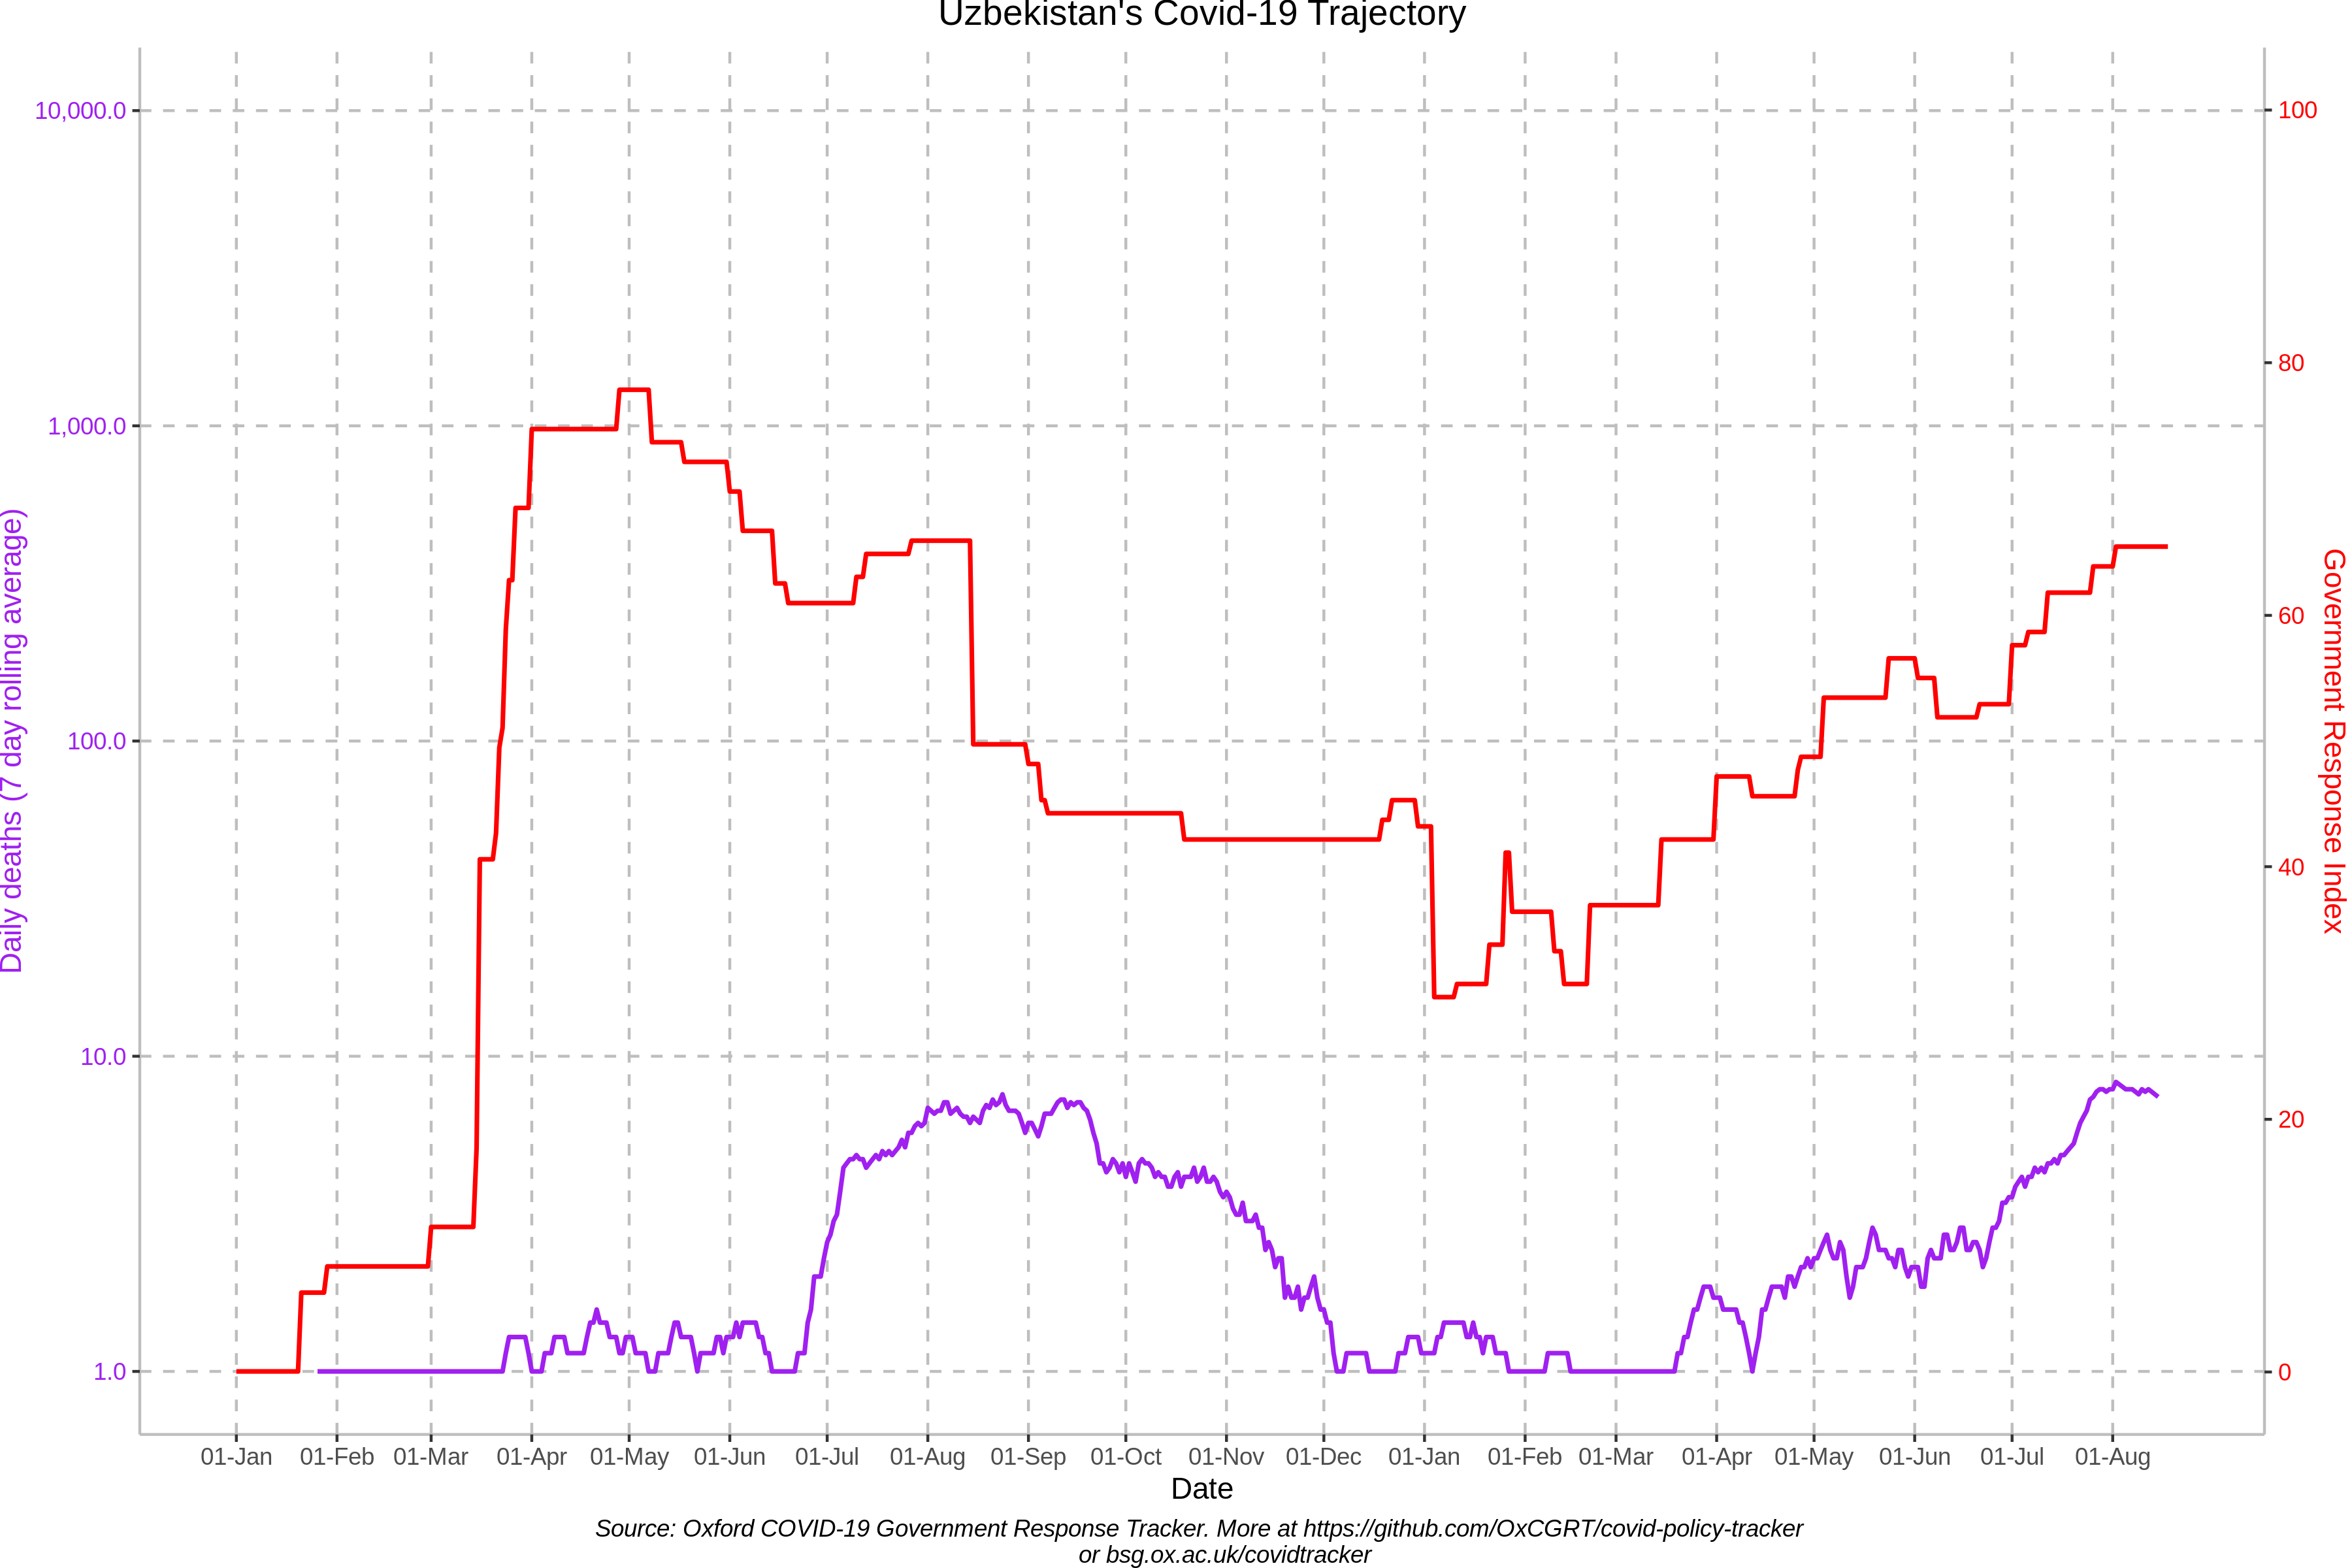 Uzbekistan's Covid-19 Trajectory
10,000.0
1,000.0
100.0
10.0
1.0
Daily deaths (7 day rolling average)
100
80
60
40
20
0
Government Response Index
01-Jan 01-Feb 01-Mar 01-Apr 01-May 01-Jun 01-Jul 01-Aug 01-Sep 01-Oct 01-Nov 01-Dec 01-Jan 01-Feb 01-Mar 01-Apr 01-May 01-Jun 01-Jul 01-Aug
Date
Source: Oxford COVID-19 Government Response Tracker. More at https://github.com/OxCGRT/covid-policy-tracker
or bsg.ox.ac.uk/covidtracker